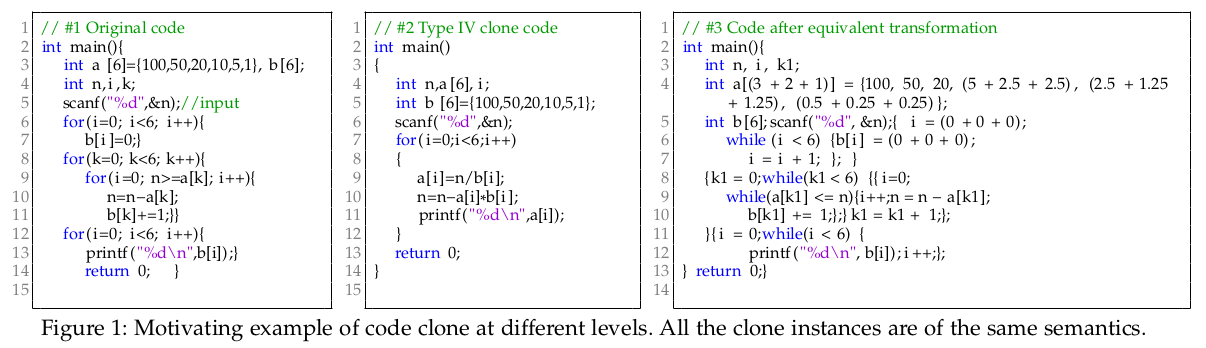 1 // #1 Original code
2 int main(){
3 int a [6]={100,50,20,10,5,1}, b[6];
4 int n,i,k;
5 scanf("%d",&n);//input
6 for(i=0; i<6; i++){
7 b[i]=0;}
8 for(k=0; k<6; k++){
9 for(i=0; n>=a[k]; i++){
10 n=n−a[k];
11 b[k]+=1;}}
12 for(i=0; i<6; i++){
13 printf("%d\n",b[i]);}
14 return 0; }
15
1 // #2 Type IV clone code
2 int main()
3 {
4 int n,a[6],i;
5 int b [6]={100,50,20,10,5,1};
6 scanf("%d",&n);
7 for(i=0;i<6;i++)
8 {
9 a[i]=n/b[i];
10 n=n−a[i]*b[i];
11 printf("%d\n",a[i]);
12 }
13 return 0;
14 }
15
1 // #3 Code after equivalent transformation
2 int main(){
3 int n, i, k1;
4 int a[(3 + 2 + 1)] = {100, 50, 20, (5 + 2.5 + 2.5), (2.5 + 1.25
+ 1.25), (0.5 + 0.25 + 0.25)};
5 int b[6];scanf("%d", &n);{ i = (0 + 0 + 0);
6 while (i < 6) {b[i] = (0 + 0 + 0);
7 i = i + 1; }; }
8 {k1 = 0;while(k1 < 6) {{i=0;
9 while(a[k1] <= n){i++;n = n − a[k1];
10 b[k1] += 1;};} k1 = k1 + 1;};
11 }{i = 0;while(i < 6) {
12 printf("%d\n", b[i]);i++;};
13 } return 0;}
14
Figure 1: Motivating example of code clone at different levels. All the clone instances are of the same semantics.